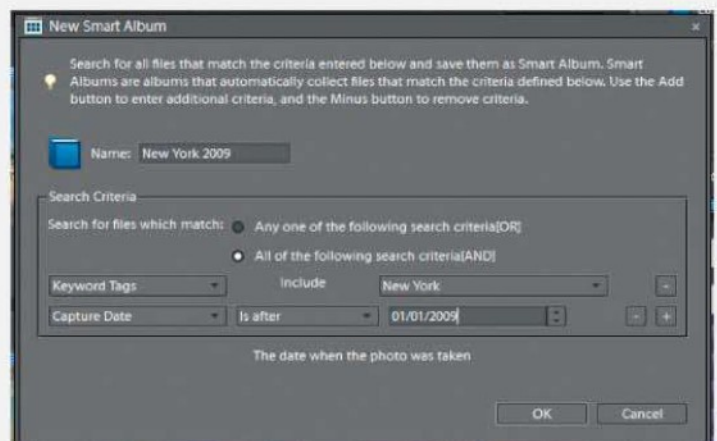 New Smart Album
Search for all files that match the criteria entered below and save them as Smart Album. Smart
Albums are albums that automatically collect files that match the criteria defined below. Use the Add
button to enter additional criteria, and the Minus button to remove criteria.
Name: New York 2009
Search Criteria
Search for files which match: Any one of the following search criteria[OR]
All of the following search criteria[AND]
Keyword Tags Include New York -
Capture Date Is after 01/01/2009 - +
The date when the photo was taken
OK Cancel